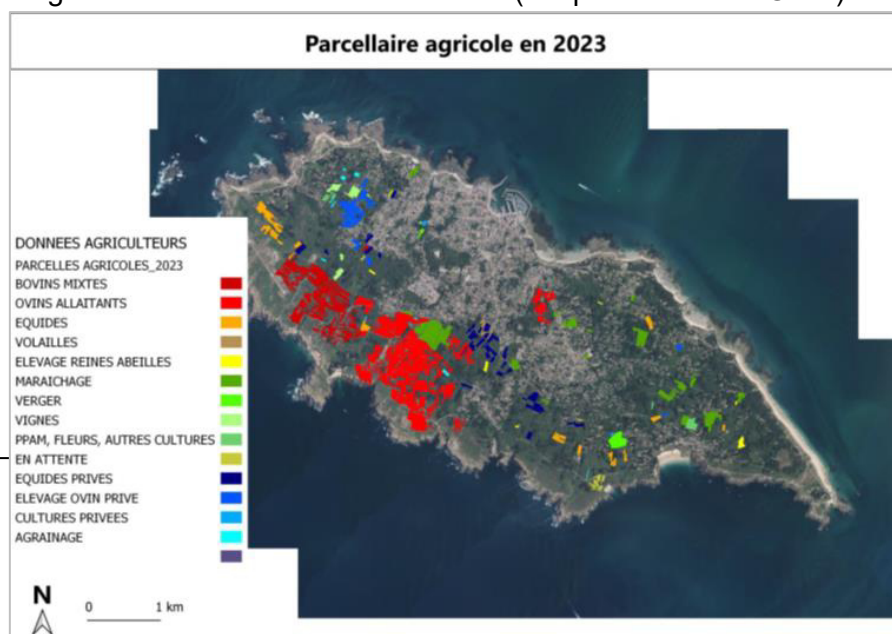 Parcellaire agricole en 2023
DONNEES AGRICULTEURS
PARCELLES AGRICOLES_2023
BOVINS MIXTES
OVINS ALLAITANTS
EQUIDES
VOLAILLES
ELEVAGE REINES ABEILLES
MARAICHAGE
VERGER
VIGNES
PPAM, FLEURS, AUTRES CULTURES
EN ATTENTE
EQUIDES PRIVES
ELEVAGE OVIN PRIVE
CULTURES PRIVEES
AGRAINAGE
N
0 1 km